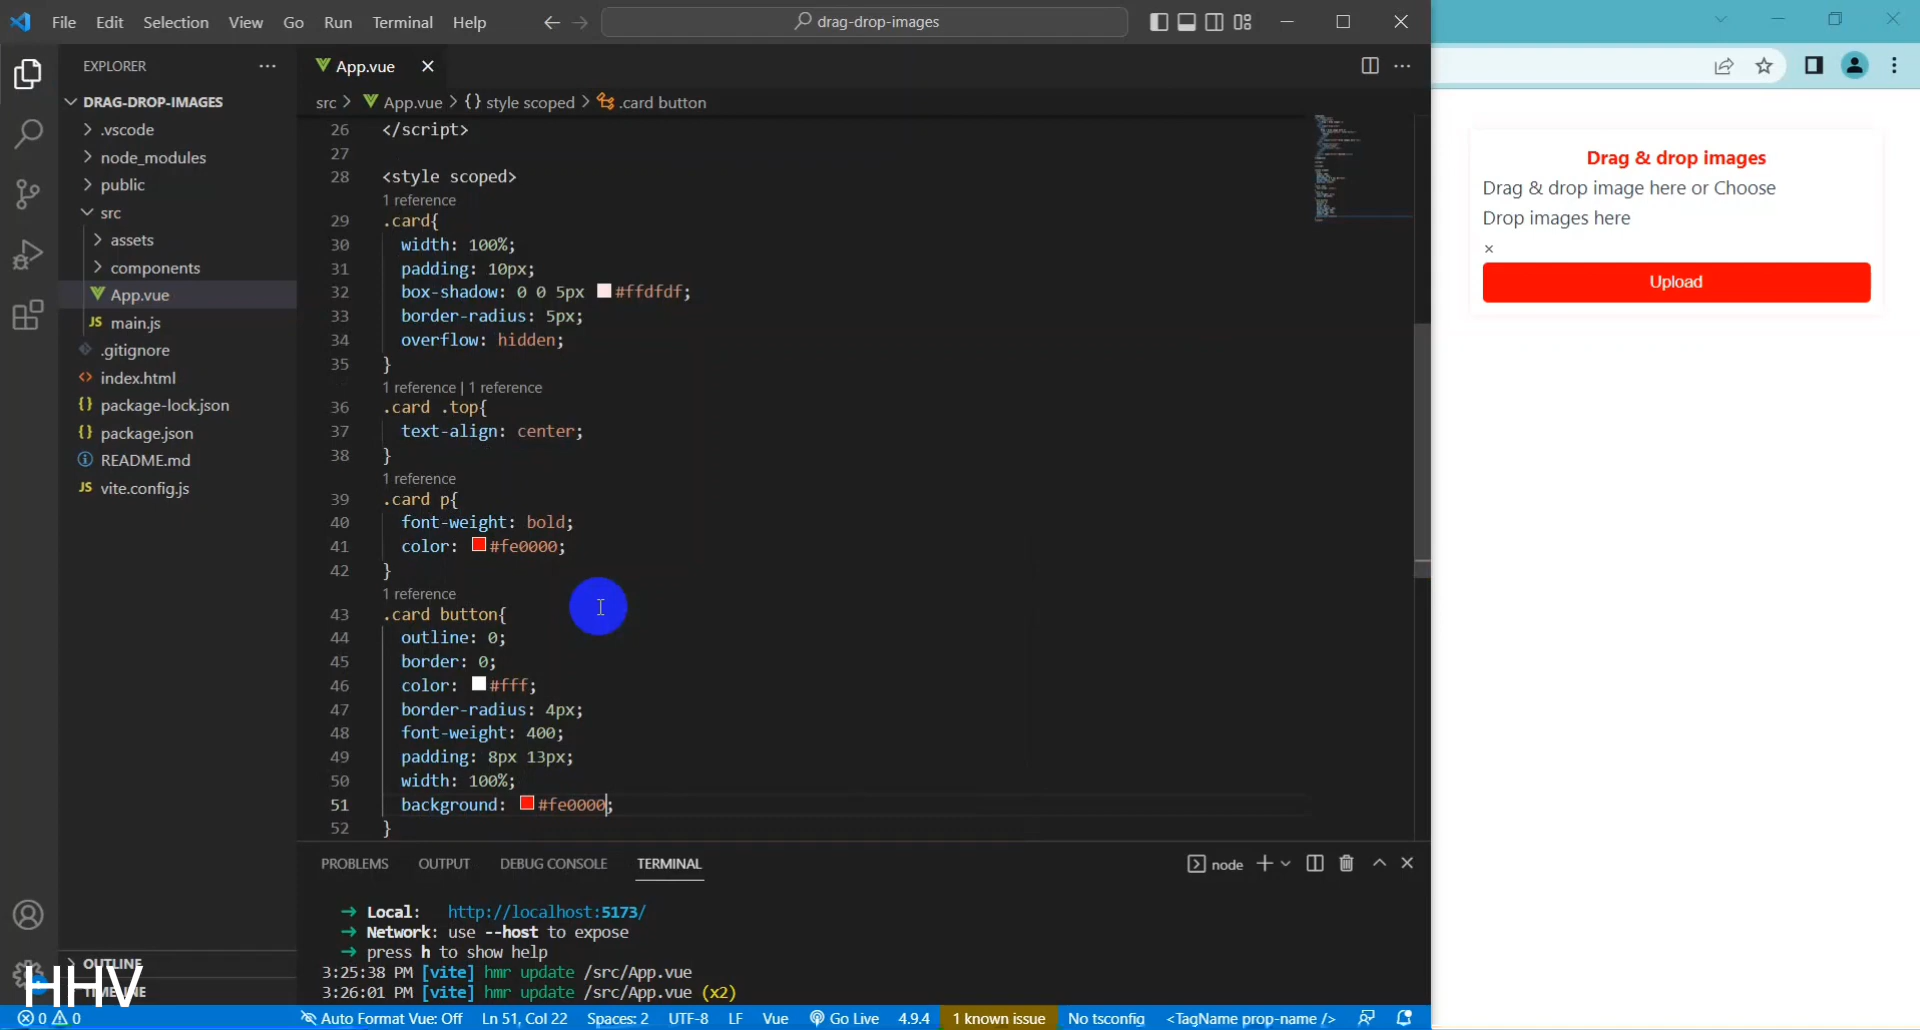 File Edit Selection View Go Run Terminal Help
drag-drop-images
EXPLORER
DRAG-DROP-IMAGES
.vscode
node_modules
public
src
assets
components
App.vue
main.js
.gitignore
index.html
package-lock.json
package.json
README.md
vite.config.js
OUTLINE
TIMELINE
HHV
App.vue
src > App.vue > {} style scoped > .card button
26 </script>
27
28 <style scoped>
1 reference
29 .card{
30 width: 100%;
31 padding: 10px;
32 box-shadow: 0 0 5px #ffdfdf;
33 border-radius: 5px;
34 overflow: hidden;
35 }
1 reference | 1 reference
36 .card .top{
37 text-align: center;
38 }
1 reference
39 .card p{
40 font-weight: bold;
41 color: #fe0000;
42 }
1 reference
43 .card button{
44 outline: 0;
45 border: 0;
46 color: #fff;
47 border-radius: 4px;
48 font-weight: 400;
49 padding: 8px 13px;
50 width: 100%;
51 background: #fe0000;
52 }
PROBLEMS OUTPUT DEBUG CONSOLE TERMINAL
node
➜ Local: http://localhost:5173/
➜ Network: use --host to expose
➜ press h to show help
3:25:38 PM [vite] hmr update /src/App.vue
3:26:01 PM [vite] hmr update /src/App.vue (x2)
0 0 Auto Format Vue: Off Ln 51, Col 22 Spaces: 2 UTF-8 LF Vue Go Live 4.9.4 1 known issue No tsconfig <TagName prop-name />
Drag & drop images
Drag & drop image here or Choose
Drop images here
×
Upload